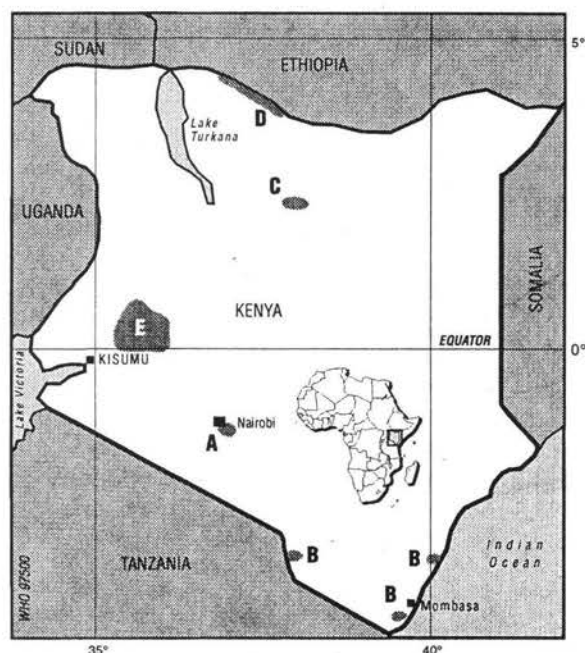 5°
SUDAN
ETHIOPIA
D
Lake
Turkana
C
UGANDA
SOMALIA
E
KENYA
EQUATOR
0°
KISUMU
Lake Victoria
Nairobi
A
B
B
Indian
Ocean
TANZANIA
B
Mombasa
WHO 97500
35°
40°